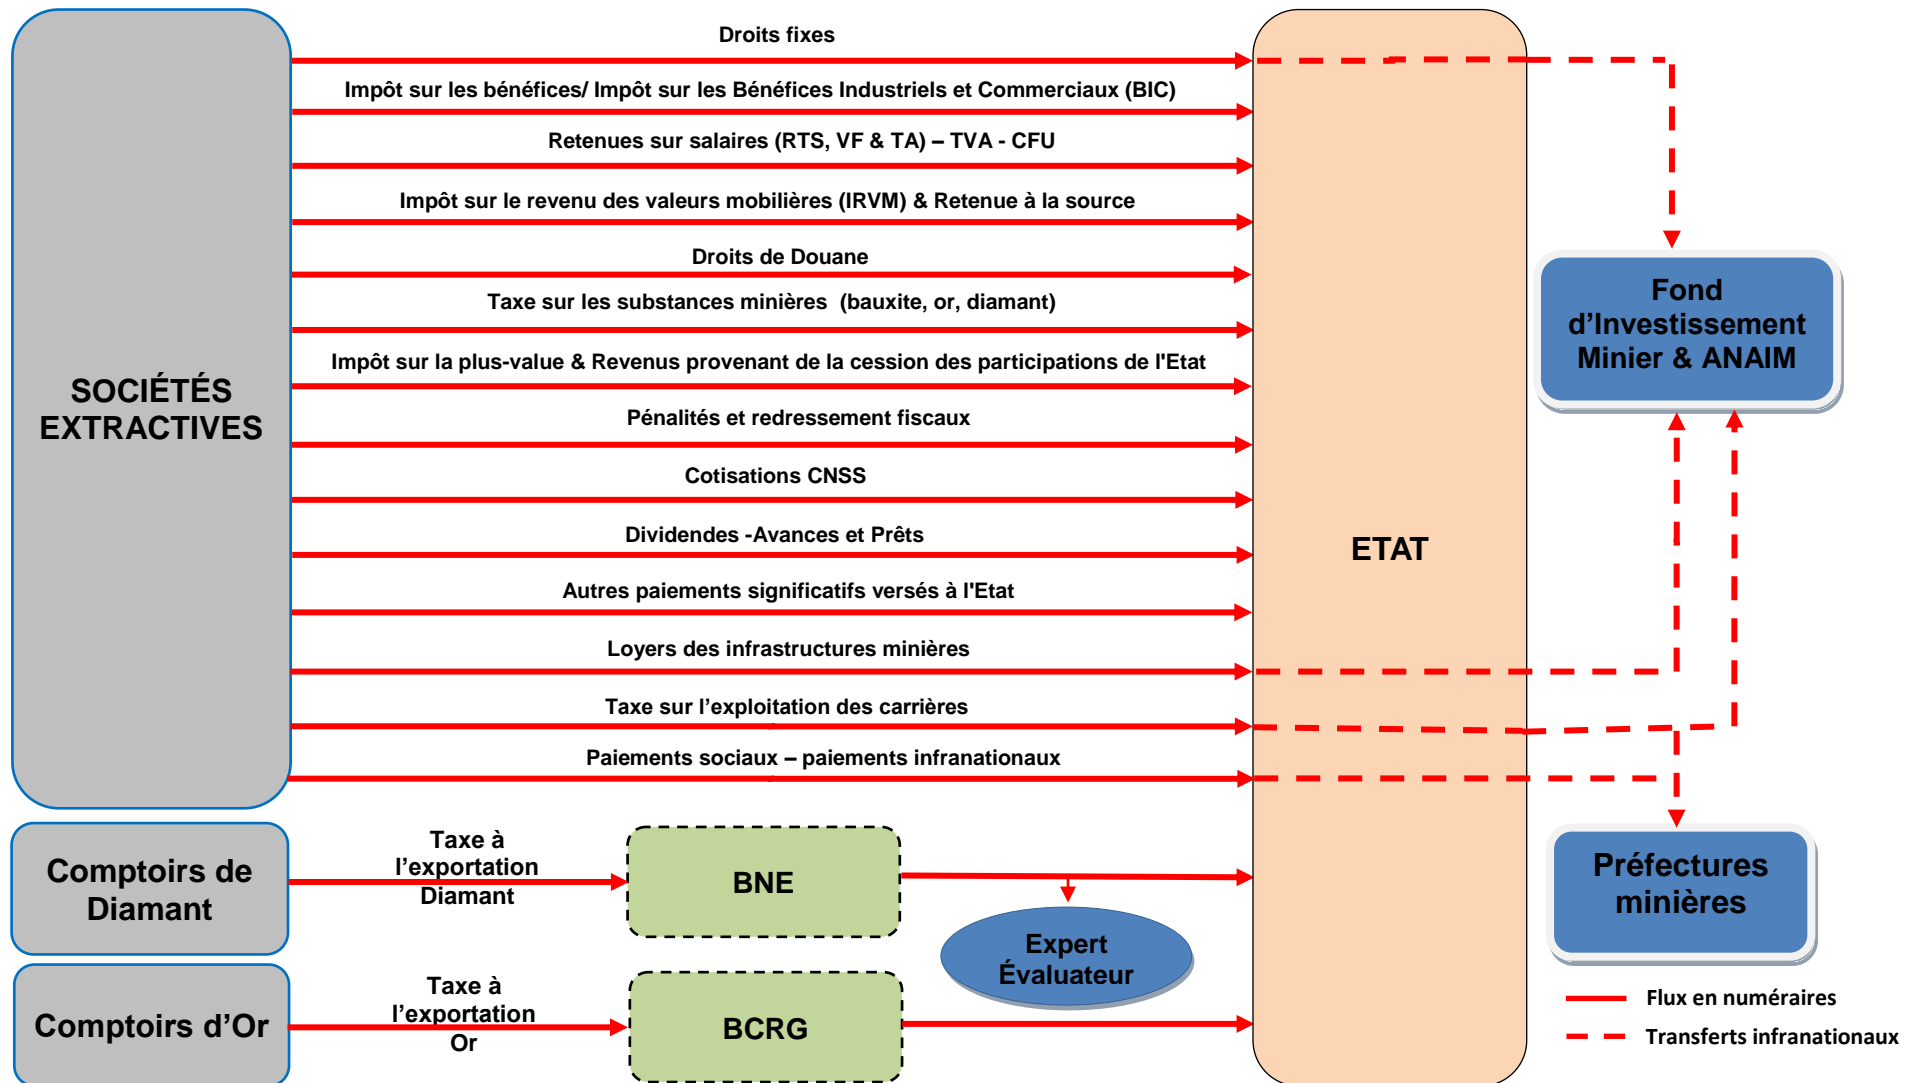 SOCIÉTÉS
EXTRACTIVES
Droits fixes
Impôt sur les bénéfices/ Impôt sur les Bénéfices Industriels et Commerciaux (BIC)
Retenues sur salaires (RTS, VF & TA) – TVA - CFU
Impôt sur le revenu des valeurs mobilières (IRVM) & Retenue à la source
Droits de Douane
Taxe sur les substances minières (bauxite, or, diamant)
Impôt sur la plus-value & Revenus provenant de la cession des participations de l'Etat
Pénalités et redressement fiscaux
Cotisations CNSS
Dividendes -Avances et Prêts
Autres paiements significatifs versés à l'Etat
Loyers des infrastructures minières
Taxe sur l’exploitation des carrières
Paiements sociaux – paiements infranationaux
ETAT
Fond
d’Investissement
Minier & ANAIM
Préfectures
minières
Comptoirs de
Diamant
Taxe à
l’exportation
Diamant
BNE
Expert
Évaluateur
Comptoirs d’Or
Taxe à
l’exportation
Or
BCRG
Flux en numéraires
Transferts infranationaux